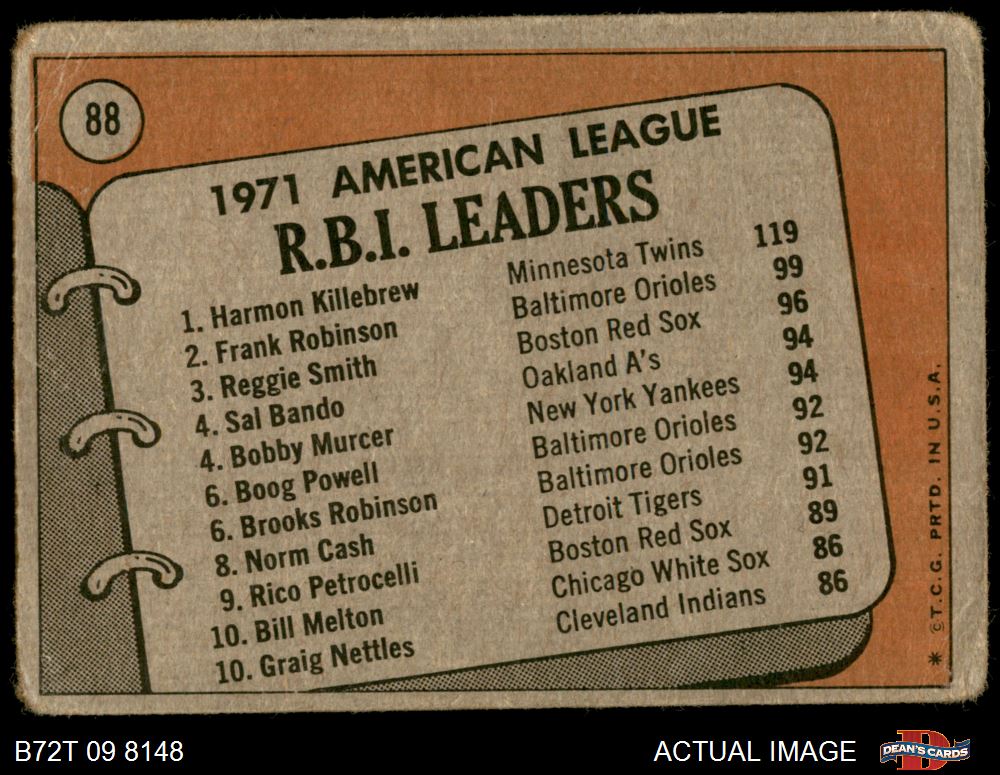 88
1971 AMERICAN LEAGUE
R.B.I. LEADERS
1. Harmon Killebrew Minnesota Twins 119
2. Frank Robinson Baltimore Orioles 99
3. Reggie Smith Boston Red Sox 96
4. Sal Bando Oakland A's 94
4. Bobby Murcer New York Yankees 94
6. Boog Powell Baltimore Orioles 92
6. Brooks Robinson Baltimore Orioles 92
8. Norm Cash Detroit Tigers 91
9. Rico Petrocelli Boston Red Sox 89
10. Bill Melton Chicago White Sox 86
10. Graig Nettles Cleveland Indians 86
* ©T.C.G. PRTD. IN U.S.A.
B72T 09 8148
ACTUAL IMAGE
DEAN'S CARDS